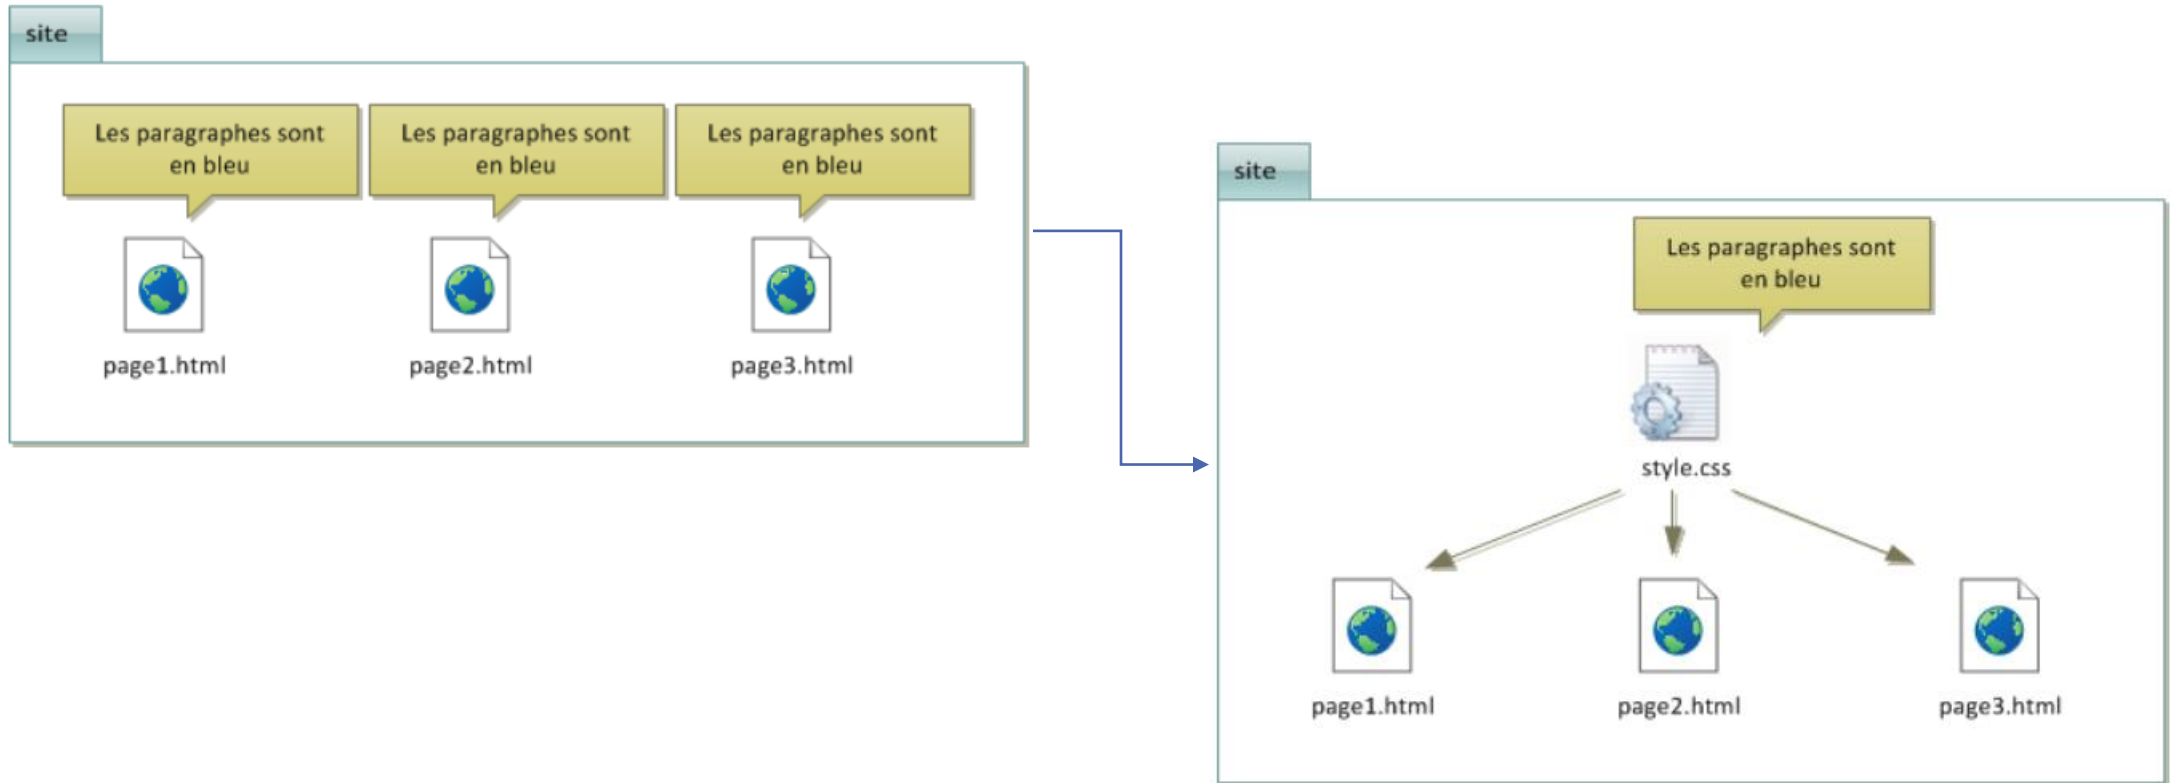 site
Les paragraphes sont
en bleu
Les paragraphes sont
en bleu
Les paragraphes sont
en bleu
page1.html
page2.html
page3.html
site
Les paragraphes sont
en bleu
style.css
page1.html
page2.html
page3.html